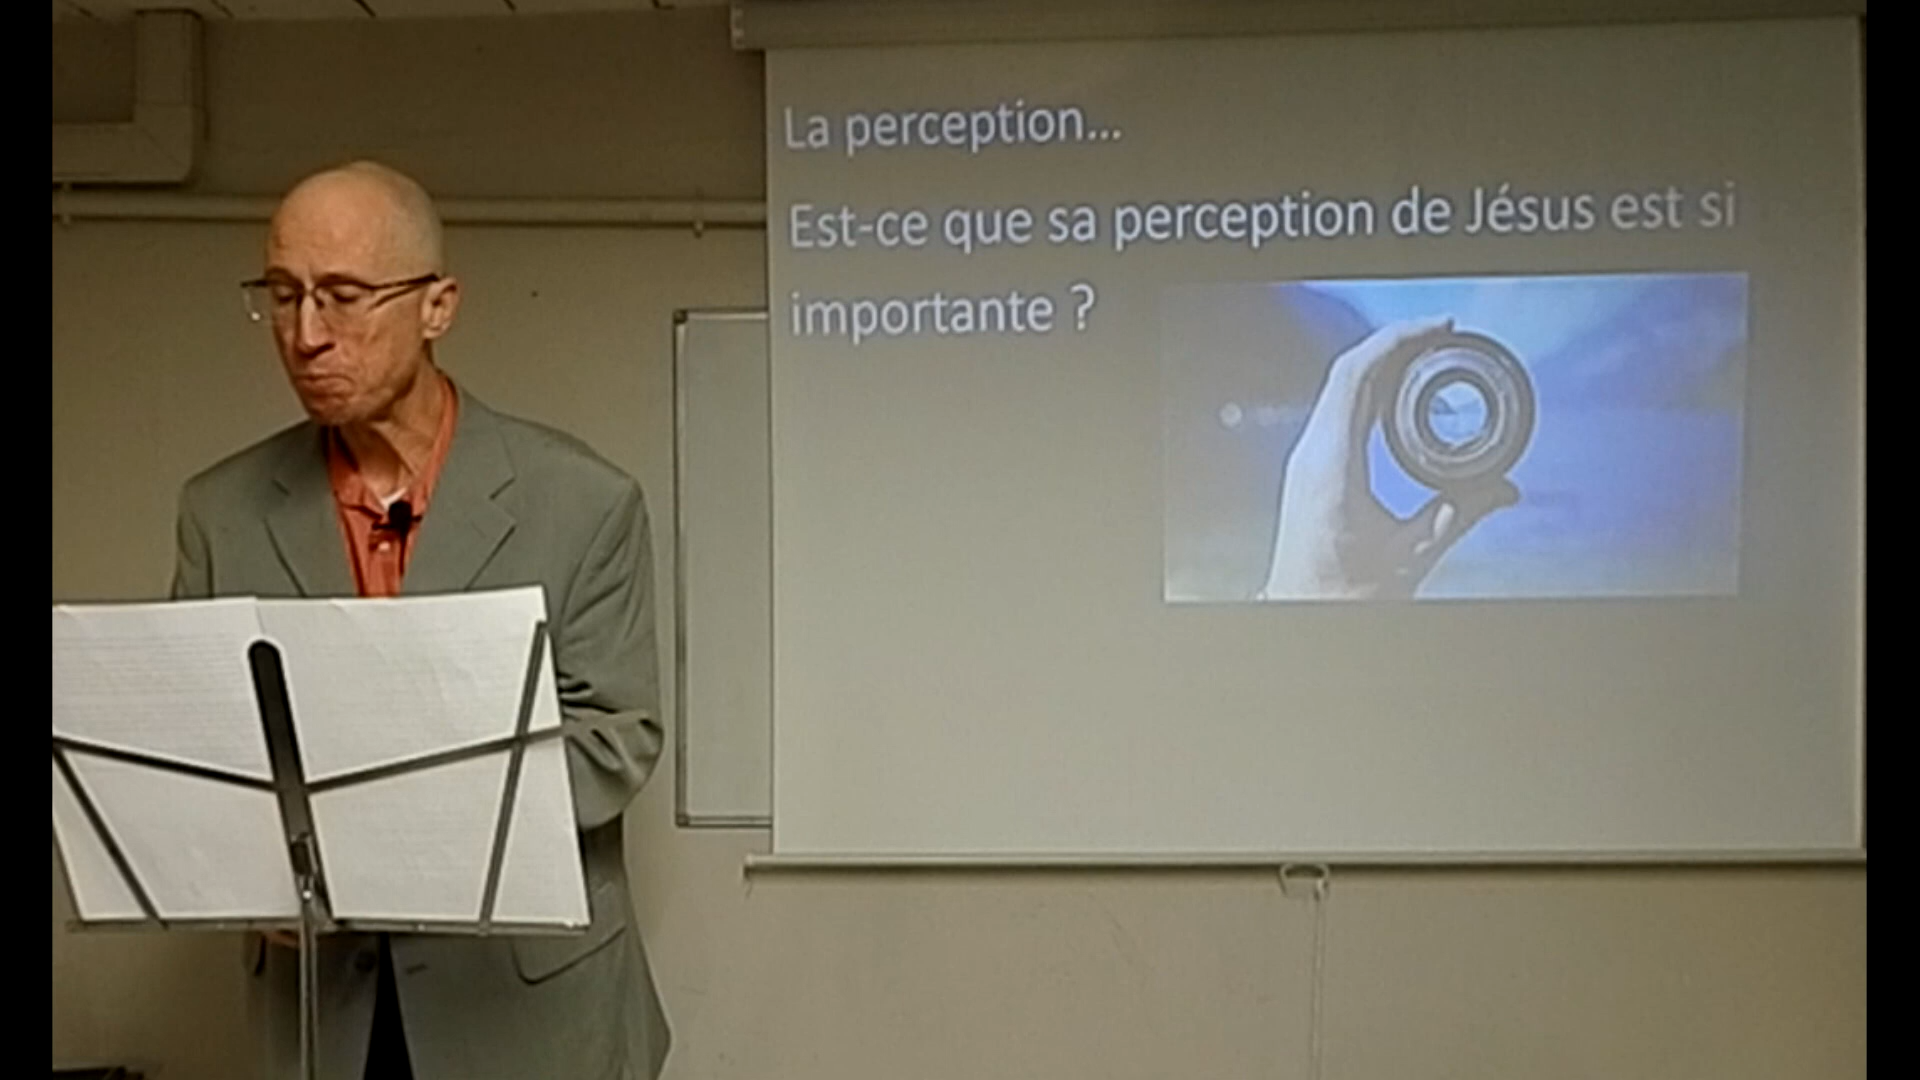 La perception...
Est-ce que sa perception de Jésus est si
importante ?